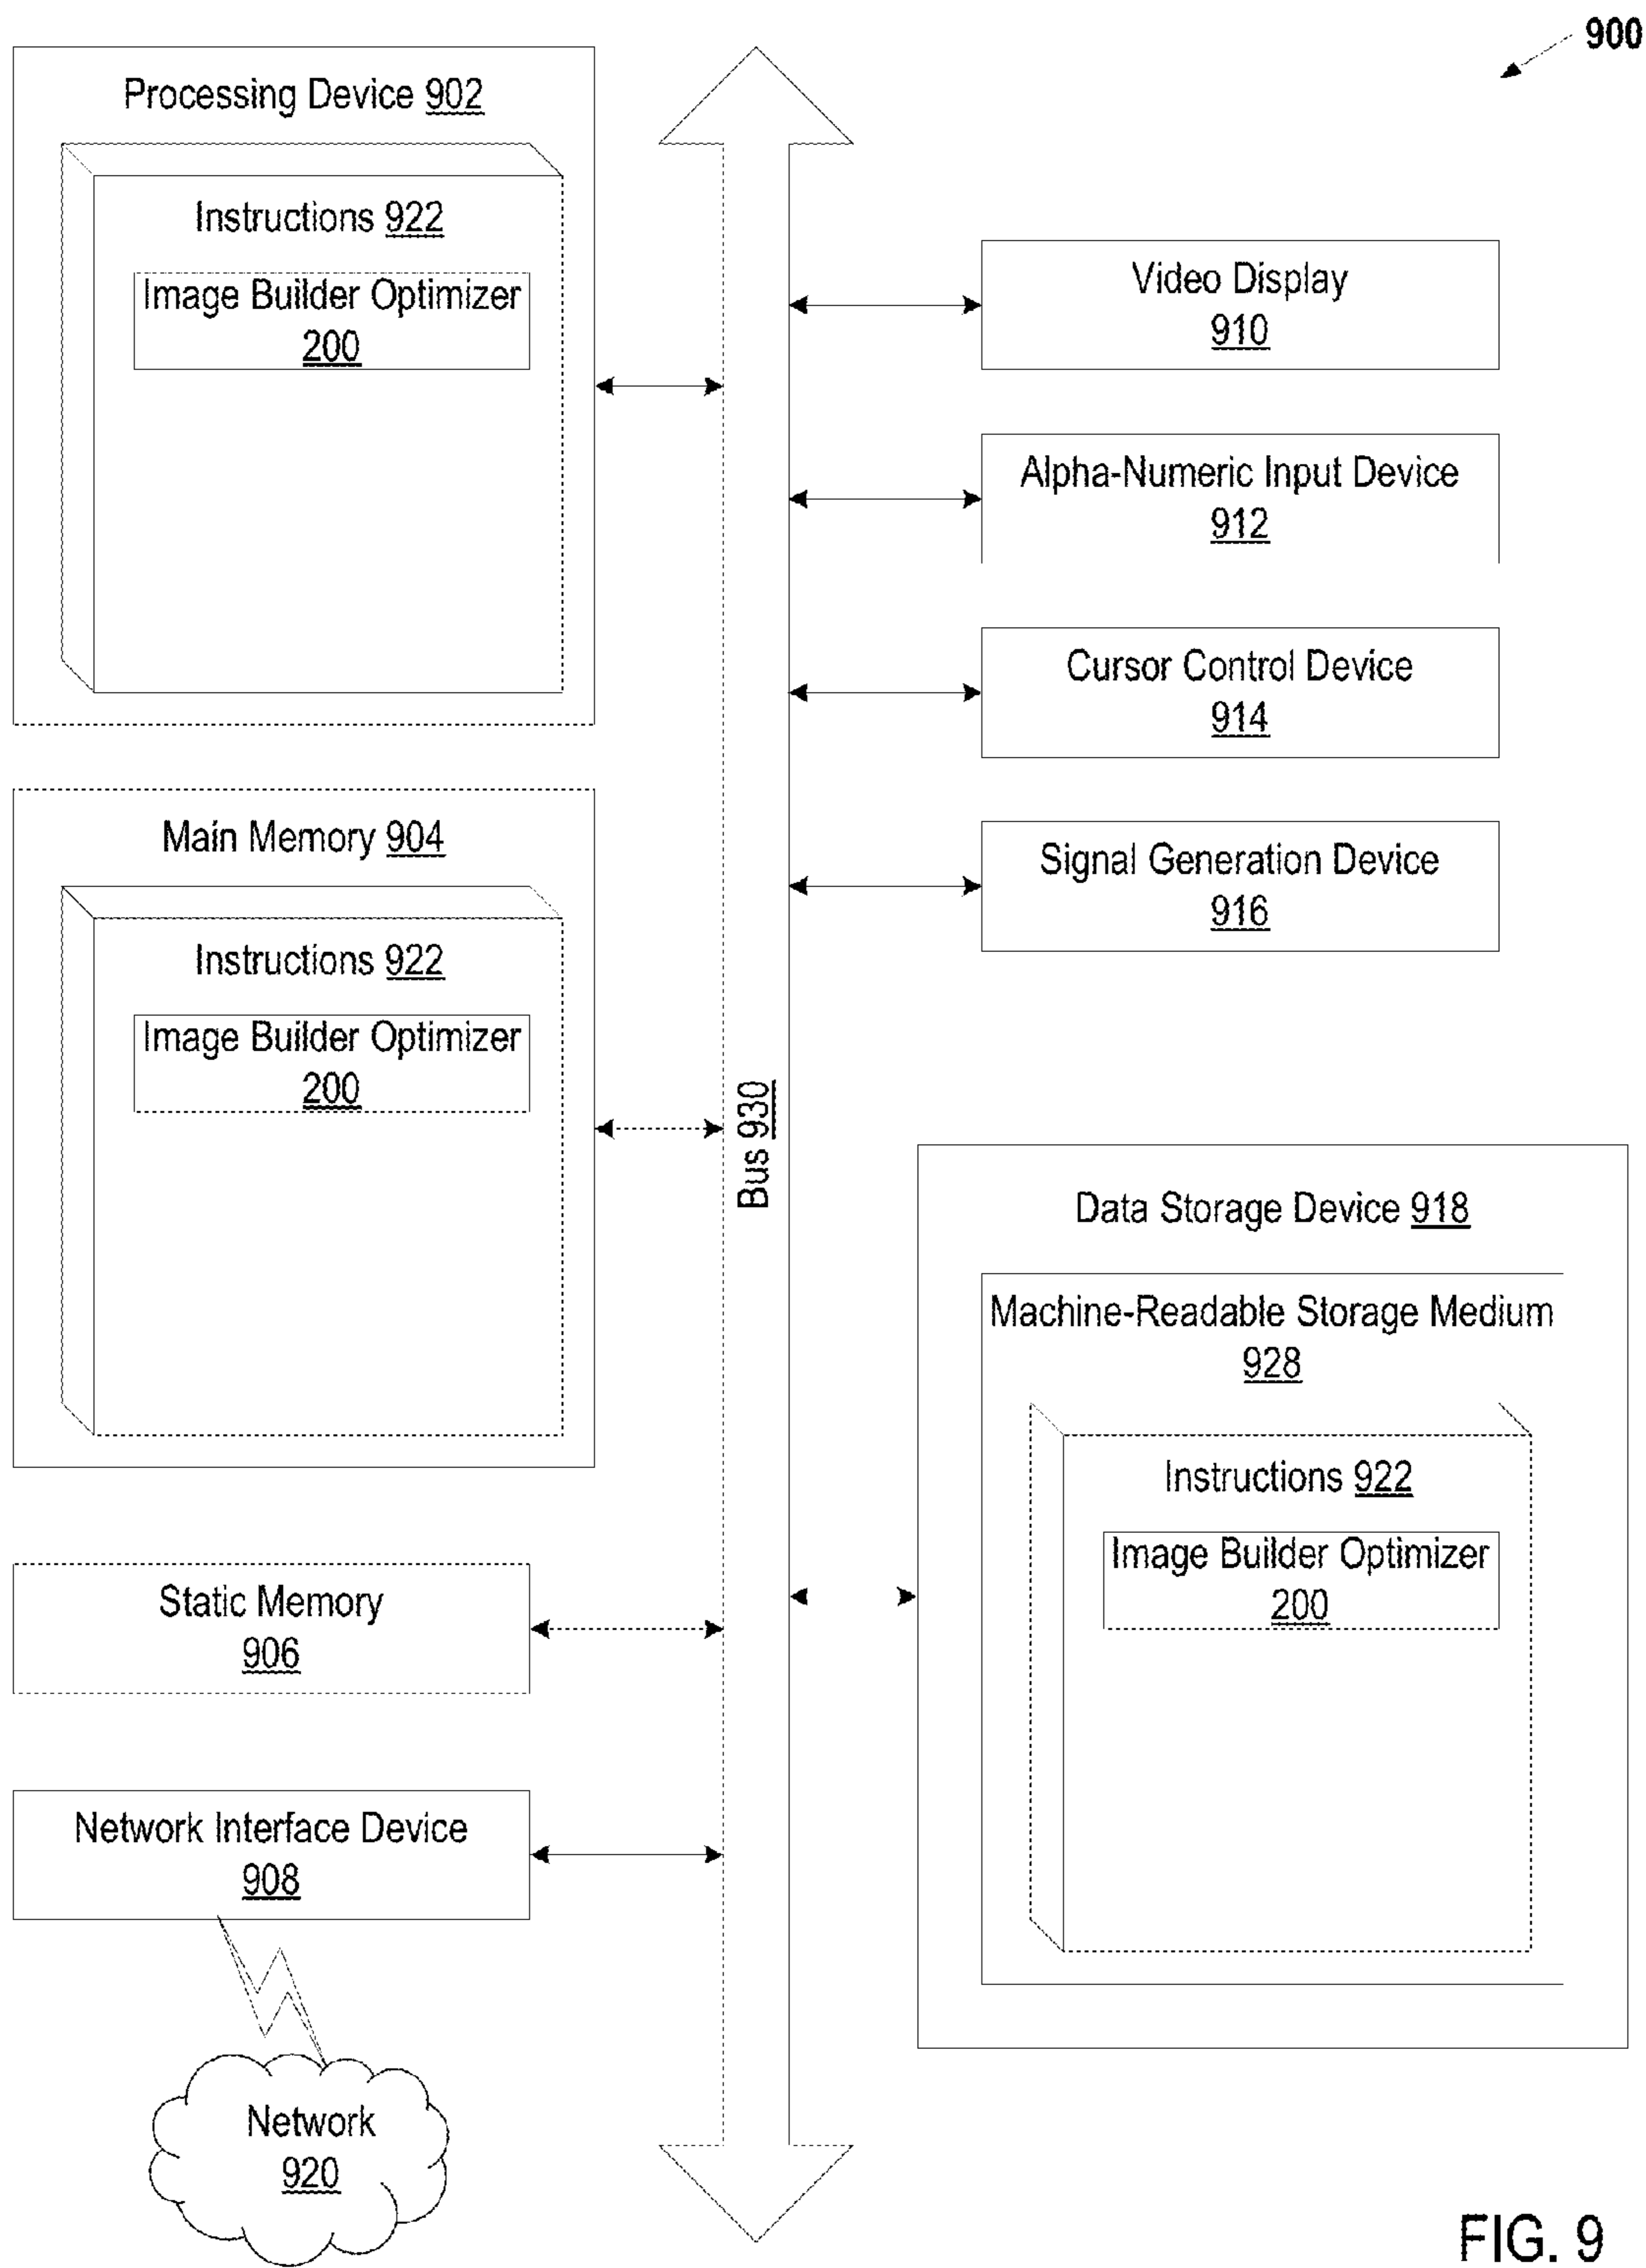 900
Processing Device 902
Instructions 922
Image Builder Optimizer
200
Main Memory 904
Instructions 922
Image Builder Optimizer
200
Static Memory
906
Network Interface Device
908
Network
920
Bus 930
Video Display
910
Alpha-Numeric Input Device
912
Cursor Control Device
914
Signal Generation Device
916
Data Storage Device 918
Machine-Readable Storage Medium
928
Instructions 922
Image Builder Optimizer
200
FIG. 9